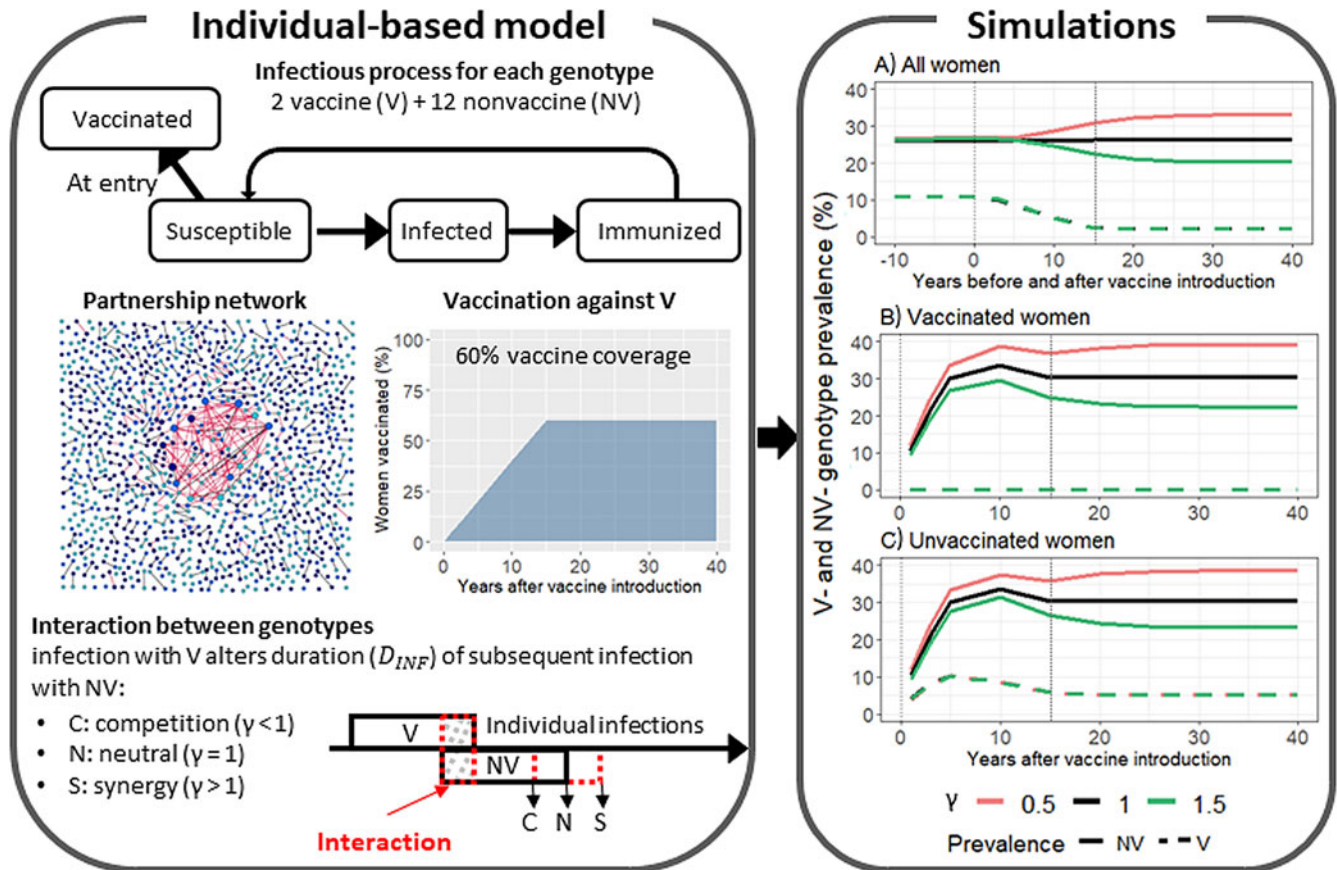 Individual-based model
Infectious process for each genotype
2 vaccine (V) + 12 nonvaccine (NV)
Vaccinated
At entry
Susceptible
Infected
Immunized
Partnership network
Vaccination against V
60% vaccine coverage
Women vaccinated (%)
100
75
50
25
0
0 10 20 30 40
Years after vaccine introduction
Interaction between genotypes
infection with V alters duration (D_INF) of subsequent infection
with NV:
• C: competition (γ < 1)
• N: neutral (γ = 1)
• S: synergy (γ > 1)
V
Individual infections
NV
C N S
Interaction
Simulations
V- and NV- genotype prevalence (%)
A) All women
40
30
20
10
0
-10 0 10 20 30 40
Years before and after vaccine introduction
B) Vaccinated women
40
30
20
10
0
0 10 20 30 40
C) Unvaccinated women
40
30
20
10
0
0 10 20 30 40
Years after vaccine introduction
γ 0.5 1 1.5
Prevalence NV V